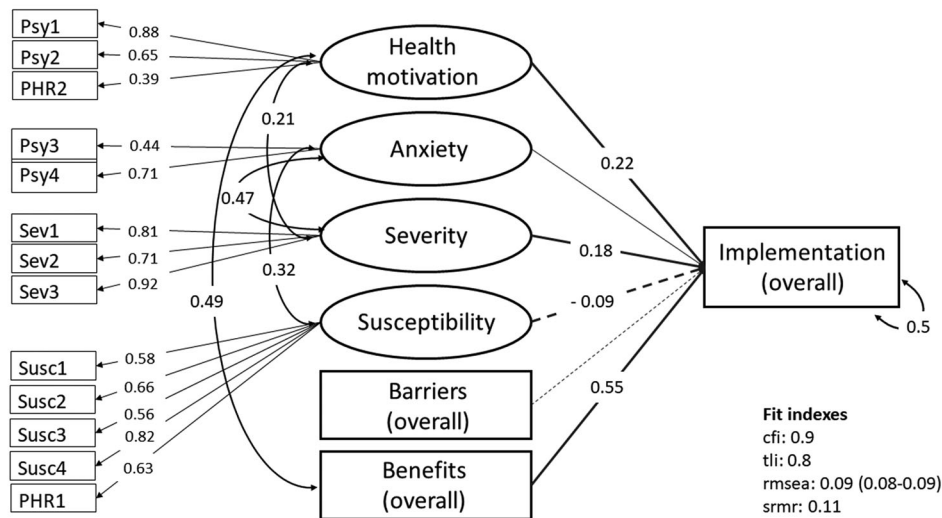 Psy1
Psy2
PHR2
0.88
0.65
0.39
Psy3
Psy4
0.44
0.71
Sev1
Sev2
Sev3
0.81
0.71
0.92
Susc1
Susc2
Susc3
Susc4
PHR1
0.58
0.66
0.56
0.82
0.63
Health
motivation
Anxiety
Severity
Susceptibility
Barriers
(overall)
Benefits
(overall)
0.21
0.47
0.32
0.49
0.22
0.18
- 0.09
0.55
Implementation
(overall)
0.5
Fit indexes
cfi: 0.9
tli: 0.8
rmsea: 0.09 (0.08-0.09)
srmr: 0.11